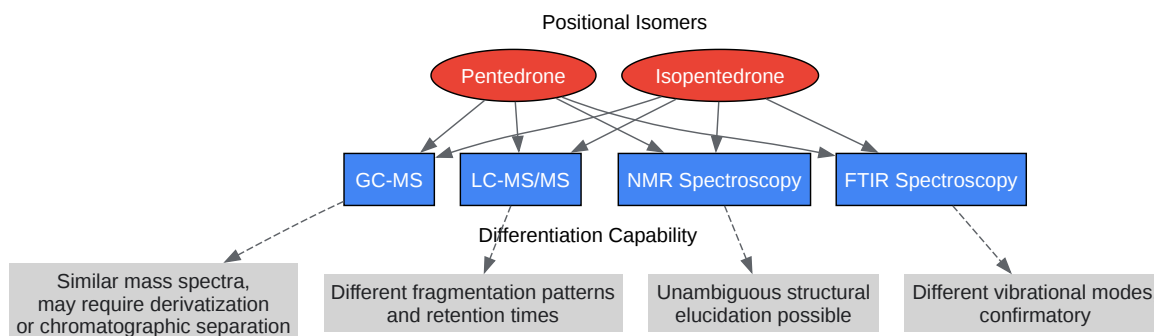 Positional Isomers
Pentedrone
Isopentedrone
GC-MS
LC-MS/MS
NMR Spectroscopy
FTIR Spectroscopy
Differentiation Capability
Similar mass spectra,
may require derivatization
or chromatographic separation
Different fragmentation patterns
and retention times
Unambiguous structural
elucidation possible
Different vibrational modes
confirmatory